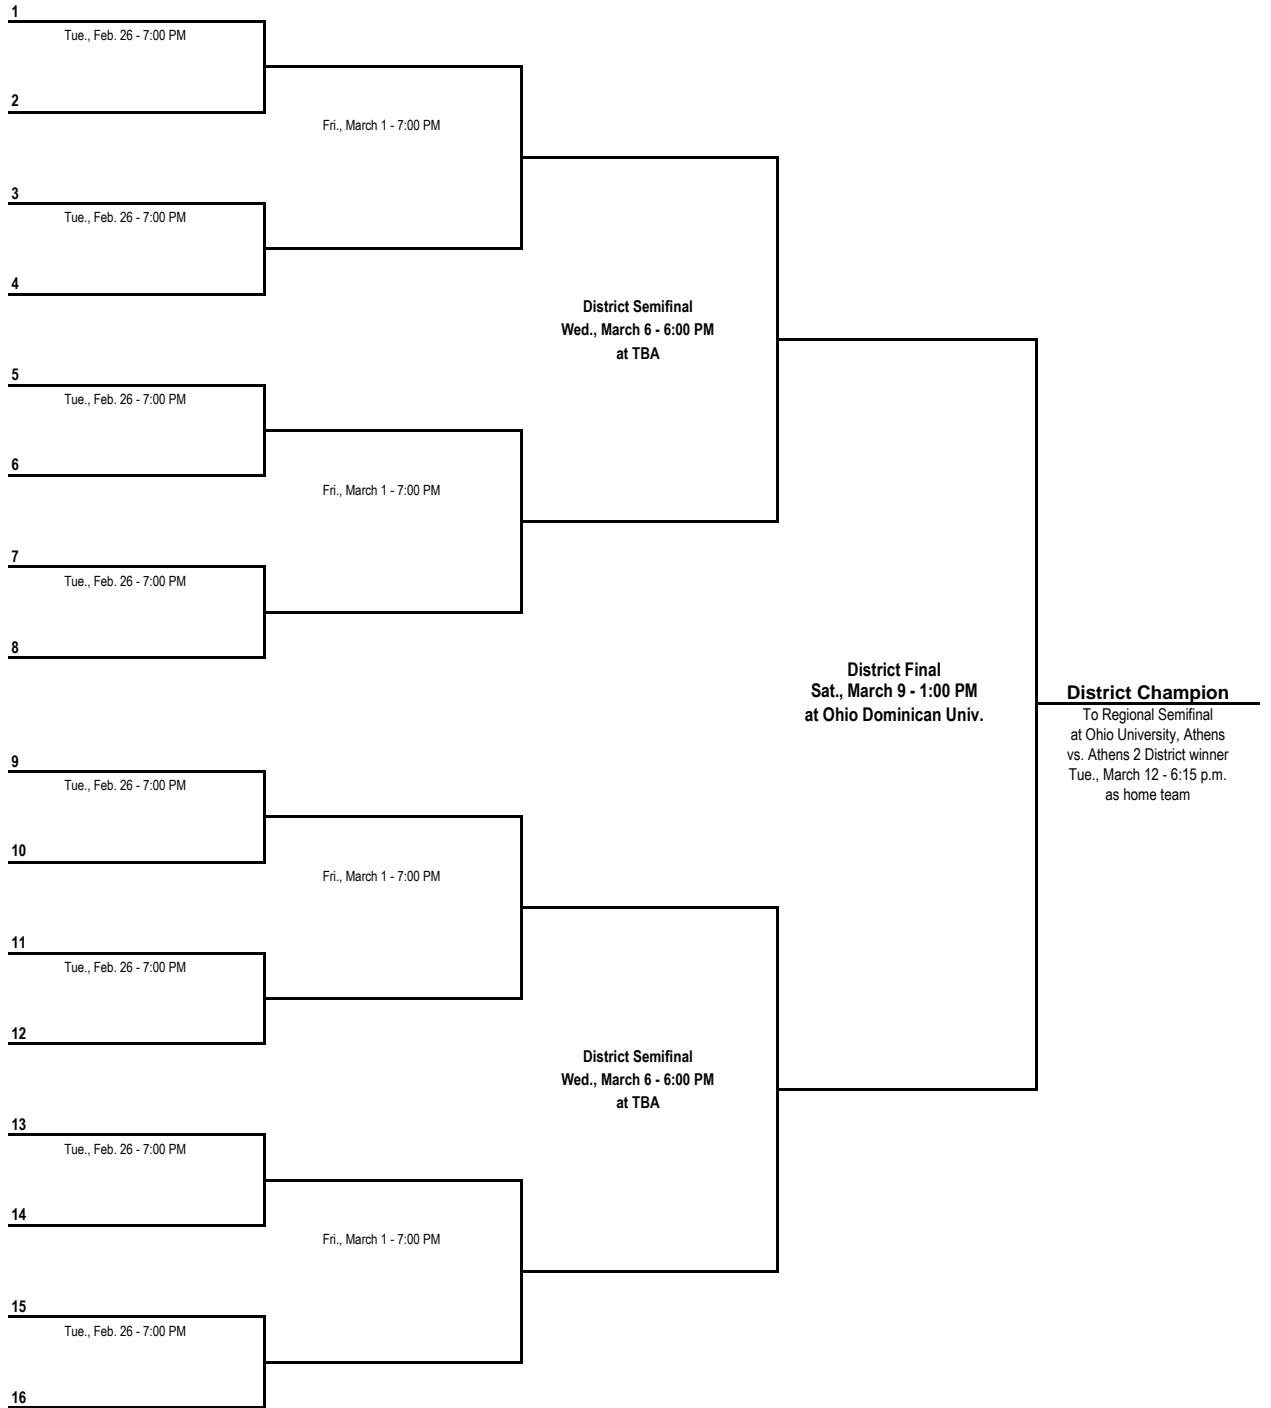 1
Tue., Feb. 26 - 7:00 PM
2
Fri., March 1 - 7:00 PM
3
Tue., Feb. 26 - 7:00 PM
4
District Semifinal
Wed., March 6 - 6:00 PM
at TBA
5
Tue., Feb. 26 - 7:00 PM
6
Fri., March 1 - 7:00 PM
7
Tue., Feb. 26 - 7:00 PM
8
District Final
Sat., March 9 - 1:00 PM
at Ohio Dominican Univ.
District Champion
To Regional Semifinal
at Ohio University, Athens
vs. Athens 2 District winner
Tue., March 12 - 6:15 p.m.
as home team
9
Tue., Feb. 26 - 7:00 PM
10
Fri., March 1 - 7:00 PM
11
Tue., Feb. 26 - 7:00 PM
12
District Semifinal
Wed., March 6 - 6:00 PM
at TBA
13
Tue., Feb. 26 - 7:00 PM
14
Fri., March 1 - 7:00 PM
15
Tue., Feb. 26 - 7:00 PM
16